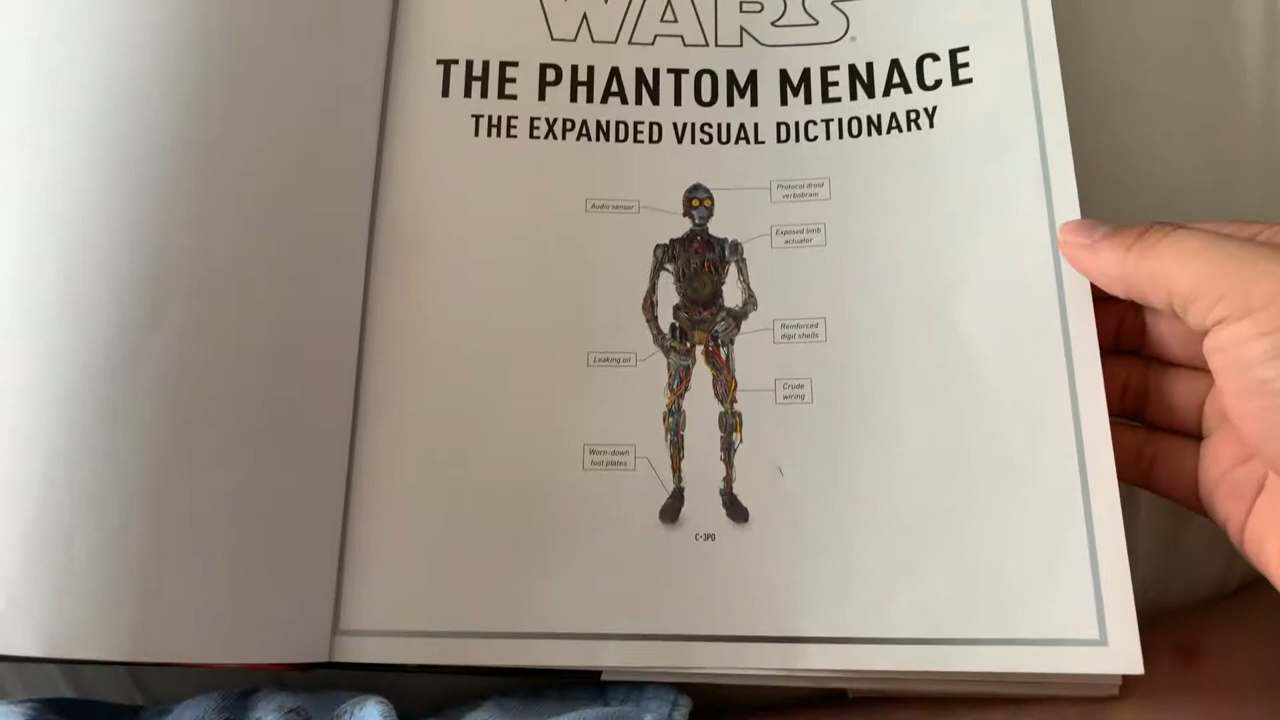 WARS®
THE PHANTOM MENACE
THE EXPANDED VISUAL DICTIONARY
Protocol droid
verbobrain
Audio sensor
Exposed limb
actuator
Reinforced
digit shells
Leaking oil
Crude
wiring
Worn-down
foot plates
C-3PO